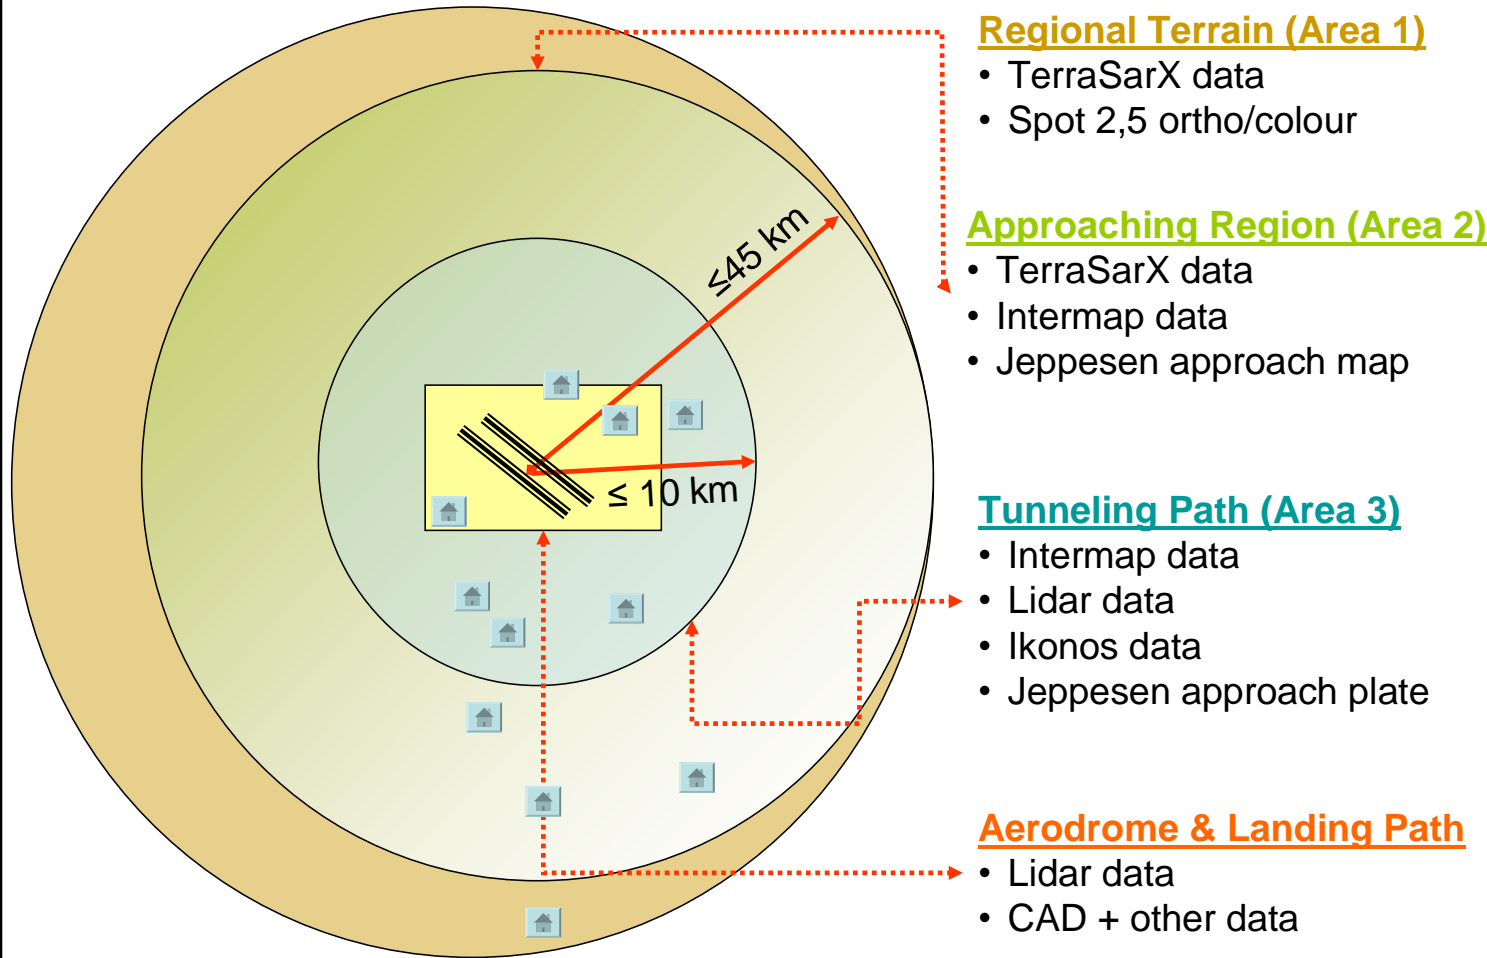 Regional Terrain (Area 1)
• TerraSarX data
• Spot 2,5 ortho/colour
≤45 km
Approaching Region (Area 2)
• TerraSarX data
• Intermap data
• Jeppesen approach map
≤ 10 km
Tunneling Path (Area 3)
• Intermap data
• Lidar data
• Ikonos data
• Jeppesen approach plate
Aerodrome & Landing Path
• Lidar data
• CAD + other data